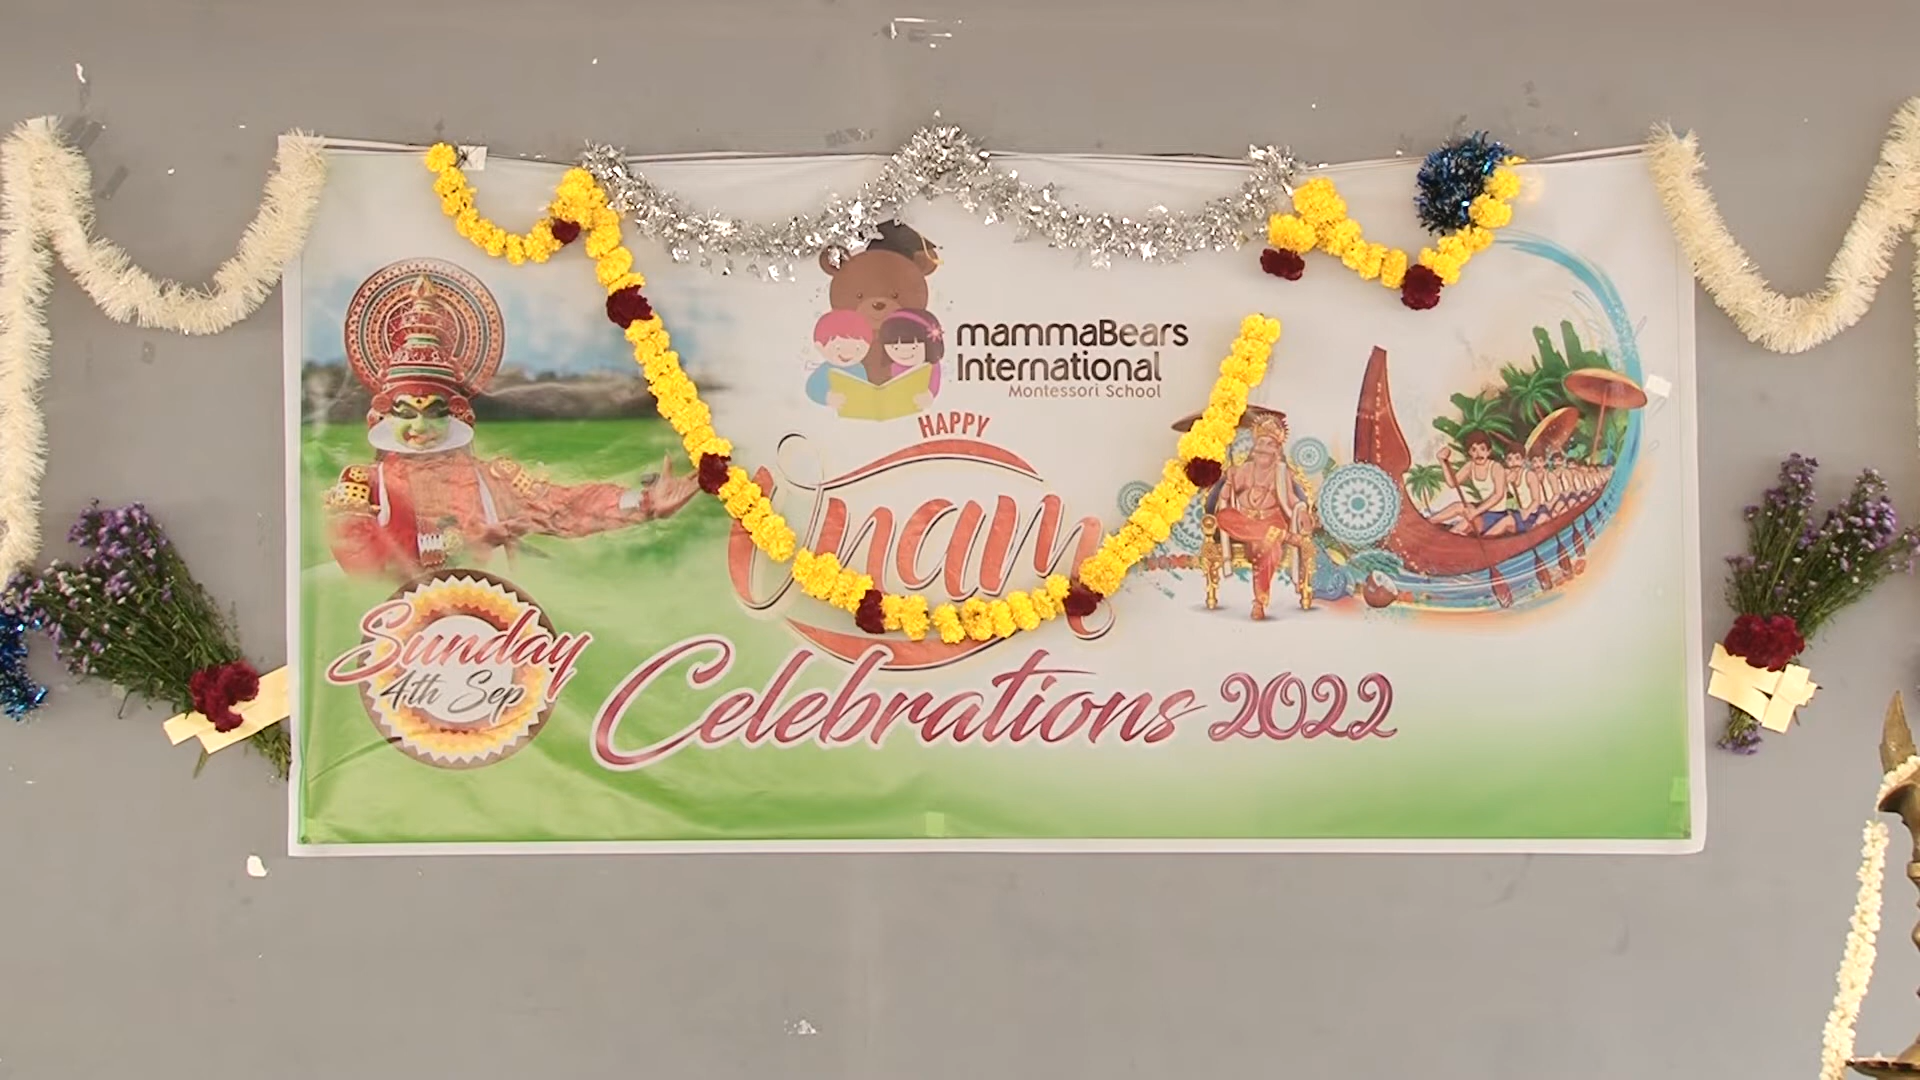 mammaBears
International
Montessori School
HAPPY
Onam
Celebrations 2022
Sunday
4th Sep